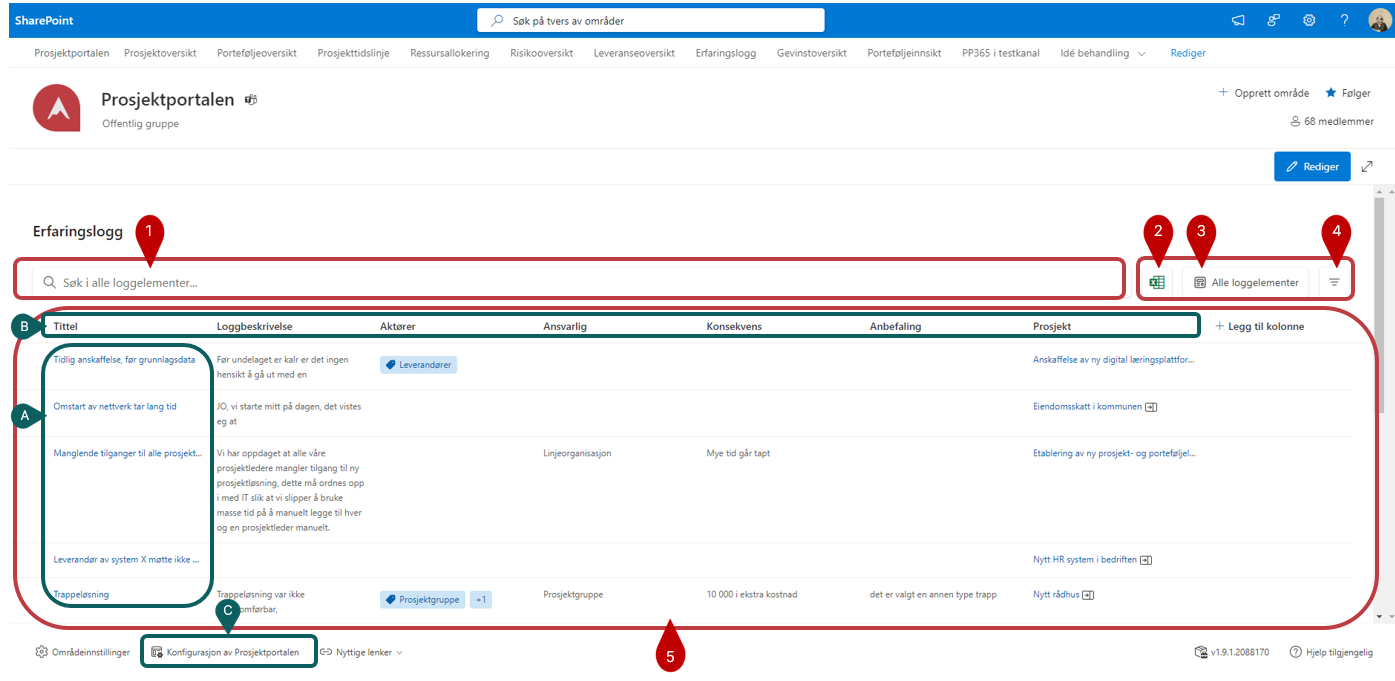 SharePoint
Søk på tvers av områder
Prosjektportalen Prosjektoversikt Porteføljeoversikt Prosjekttidslinje Ressursallokering Risikooversikt Leveranseoversikt Erfaringslogg Gevinstoversikt Porteføljeinnsikt PP365 i testkanal Idé behandling Rediger
Prosjektportalen
Offentlig gruppe
+ Opprett område Følger
68 medlemmer
Rediger
Erfaringslogg
1
2
3
4
Søk i alle loggelementer...
Alle loggelementer
B
Tittel Loggbeskrivelse Aktører Ansvarlig Konsekvens Anbefaling Prosjekt + Legg til kolonne
Tidlig anskaffelse, før grunnlagsdata Før undelaget er kalr er det ingen Leverandører Anskaffelse av ny digital læringsplattfor...
hensikt å gå ut med en
A
Omstart av nettverk tar lang tid JO, vi starte mitt på dagen, det vistes Eiendomsskatt i kommunen
eg at
Manglende tilganger til alle prosjekt... Vi har oppdaget at alle våre Linjeorganisasjon Mye tid går tapt Etablering av ny prosjekt- og porteføljel...
prosjektledere mangler tilgang til ny
prosjektløsning, dette må ordnes opp
i med IT slik at vi slipper å bruke
masse tid på å manuelt legge til hver
og en prosjektleder manuelt.
Leverandør av system X møtte ikke ... Nytt HR system i bedriften
Trappeløsning Trappeløsning var ikke Prosjektgruppe +1 Prosjektgruppe 10 000 i ekstra kostnad det er valgt en annen type trapp Nytt rådhus
C
Områdeinnstillinger Konfigurasjon av Prosjektportalen Nyttige lenker v1.9.1.2088170 Hjelp tilgjengelig
5